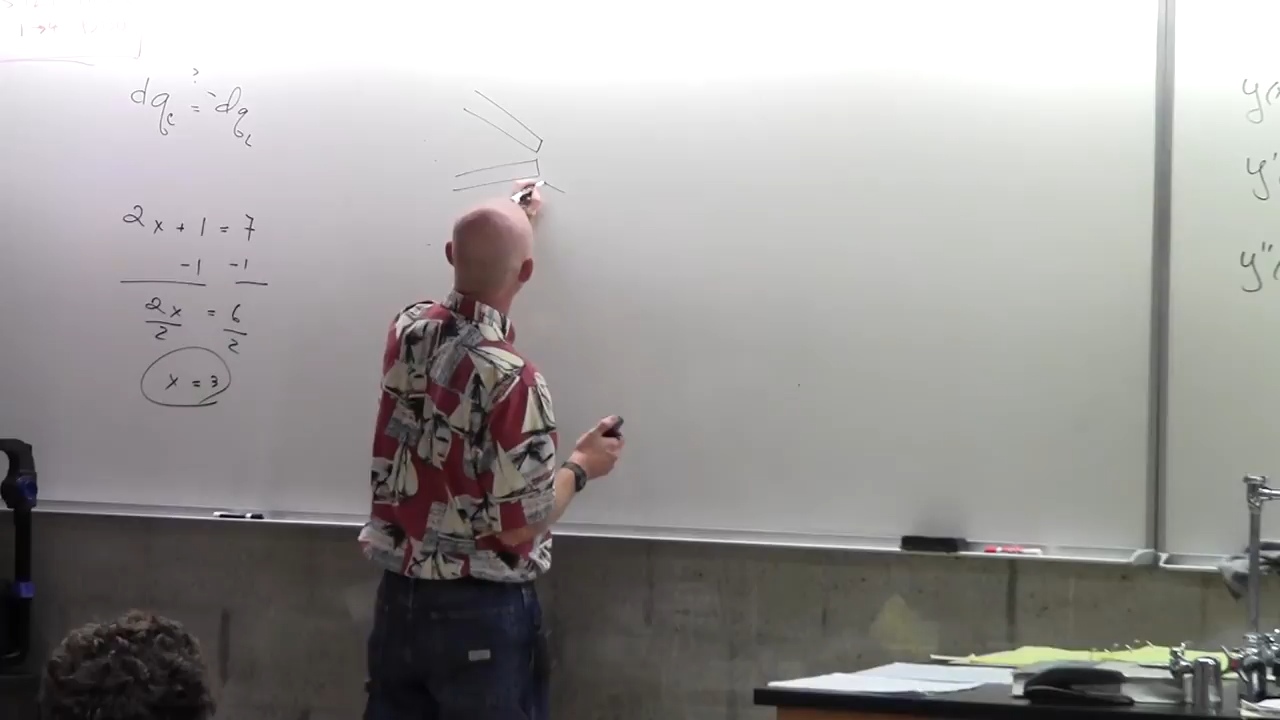 dq_c ?= -dq_L
2x + 1 = 7
-1 -1
2x/2 = 6/2
x = 3
y(
y'
y"(